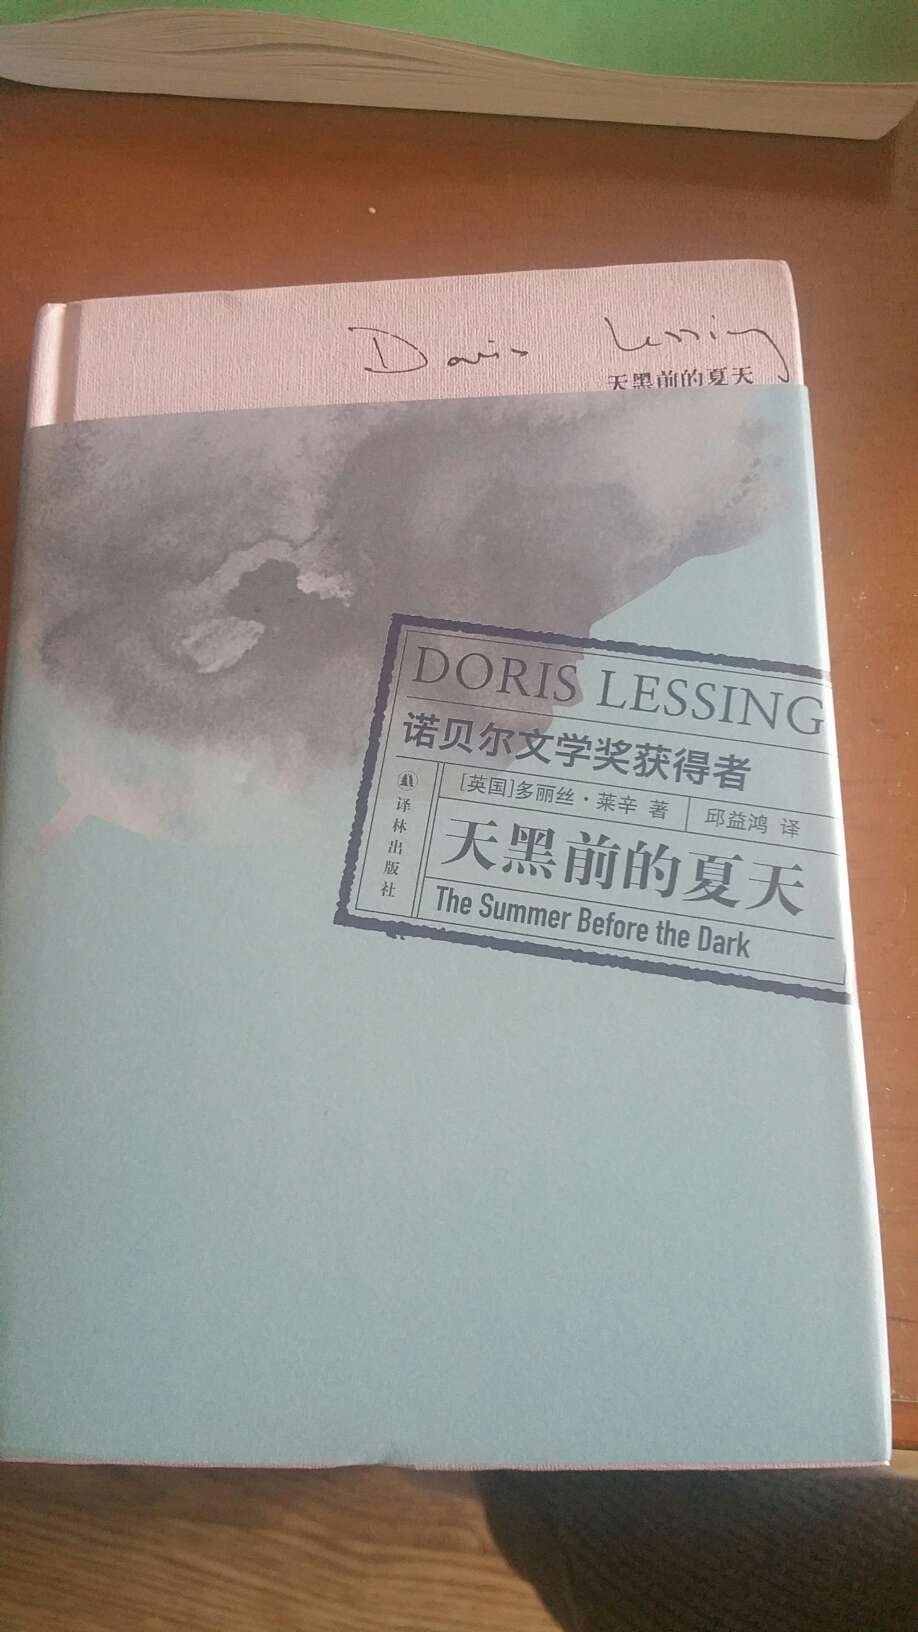 Doris Lessing
天黑前的夏天
DORIS LESSING
诺贝尔文学奖获得者
[英国]多丽丝·莱辛 著
邱益鸿 译
译林出版社
天黑前的夏天
The Summer Before the Dark